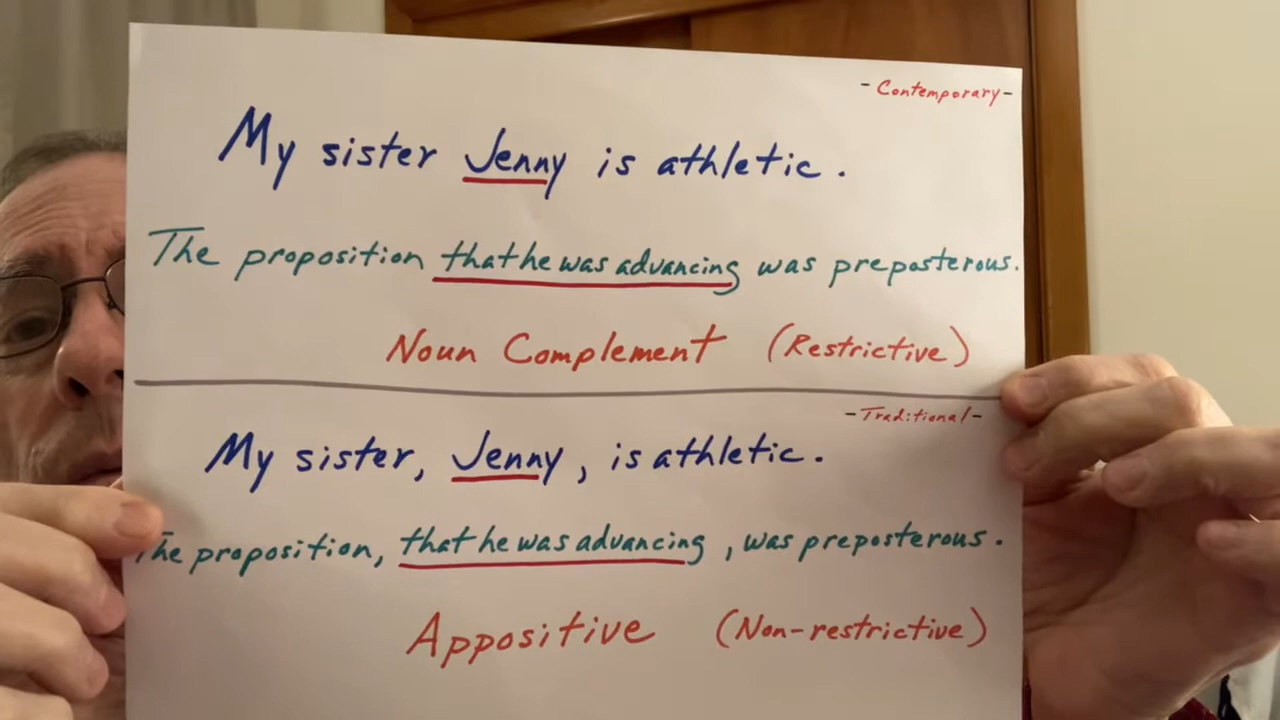 - Contemporary -
My sister Jenny is athletic.
The proposition that he was advancing was preposterous.
Noun Complement (Restrictive)
- Traditional -
My sister, Jenny, is athletic.
The proposition, that he was advancing, was preposterous.
Appositive (Non-restrictive)